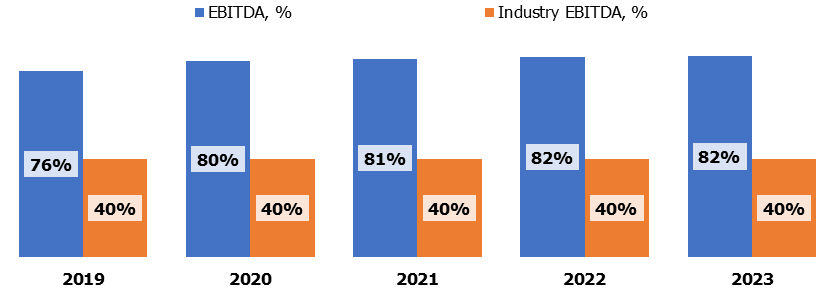 EBITDA, % Industry EBITDA, %
76% 40% 80% 40% 81% 40% 82% 40% 82% 40%
2019 2020 2021 2022 2023